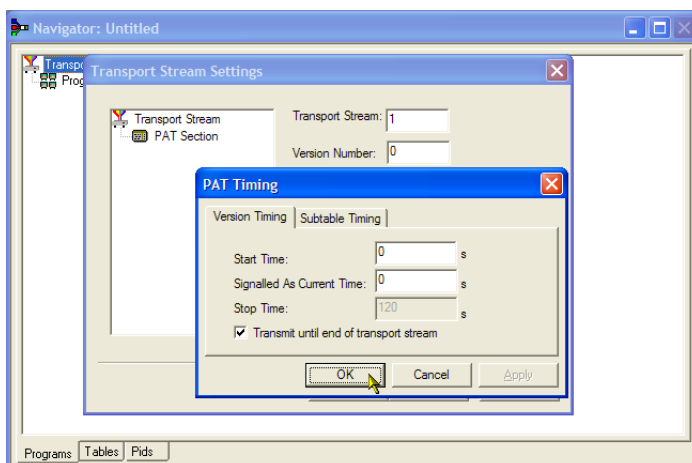 Navigator: Untitled
Transpo
Prog
Transport Stream Settings
Transport Stream
PAT Section
Transport Stream: 1
Version Number: 0
PAT Timing
Version Timing Subtable Timing
Start Time: 0 s
Signalled As Current Time: 0 s
Stop Time: 120 s
Transmit until end of transport stream
OK Cancel Apply
Programs Tables Pids